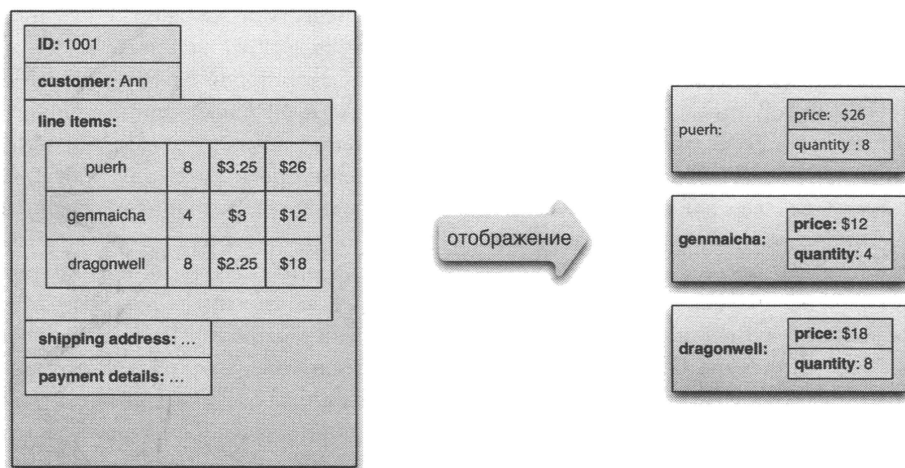 ID: 1001
customer: Ann
line items:
puerh 8 $3.25 $26
genmaicha 4 $3 $12
dragonwell 8 $2.25 $18
shipping address: ...
payment details: ...
отображение
puerh:
price: $26
quantity : 8
genmaicha:
price: $12
quantity: 4
dragonwell:
price: $18
quantity: 8